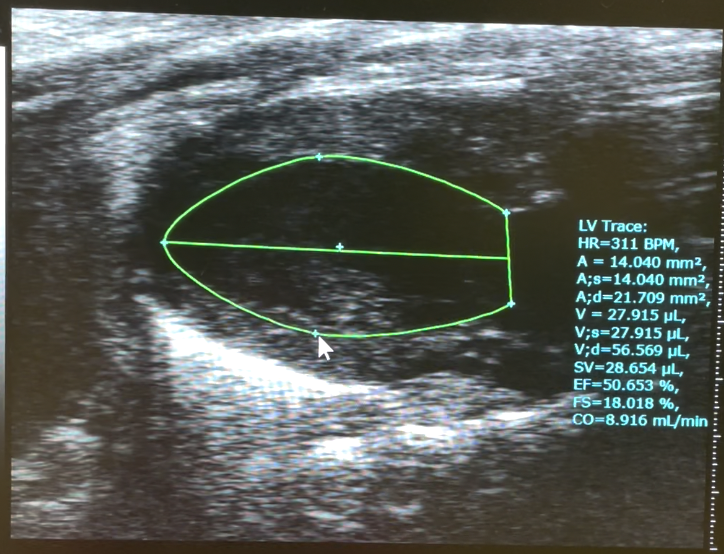 LV Trace:
HR=311 BPM,
A = 14.040 mm²,
A;s=14.040 mm²,
A;d=21.709 mm²,
V = 27.915 µL,
V;s=27.915 µL,
V;d=56.569 µL,
SV=28.654 µL,
EF=50.653 %,
FS=18.018 %,
CO=8.916 mL/min